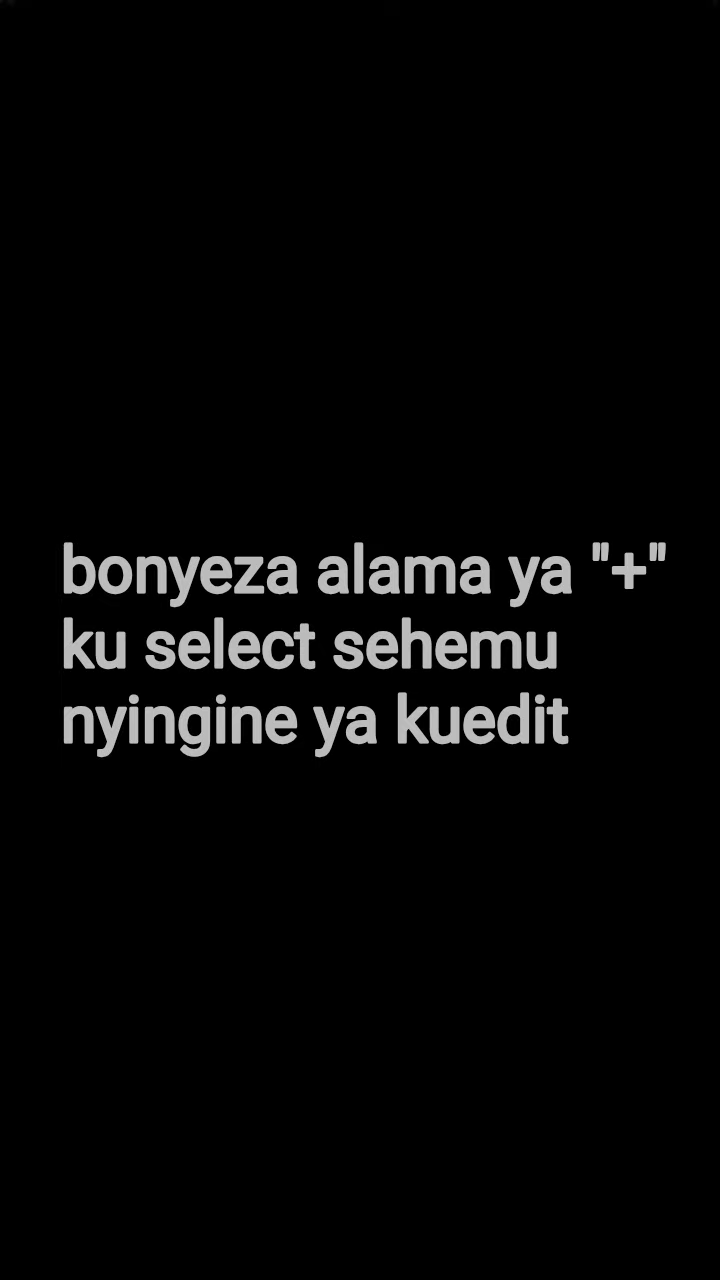 bonyeza alama ya "+"
ku select sehemu
nyingine ya kuedit